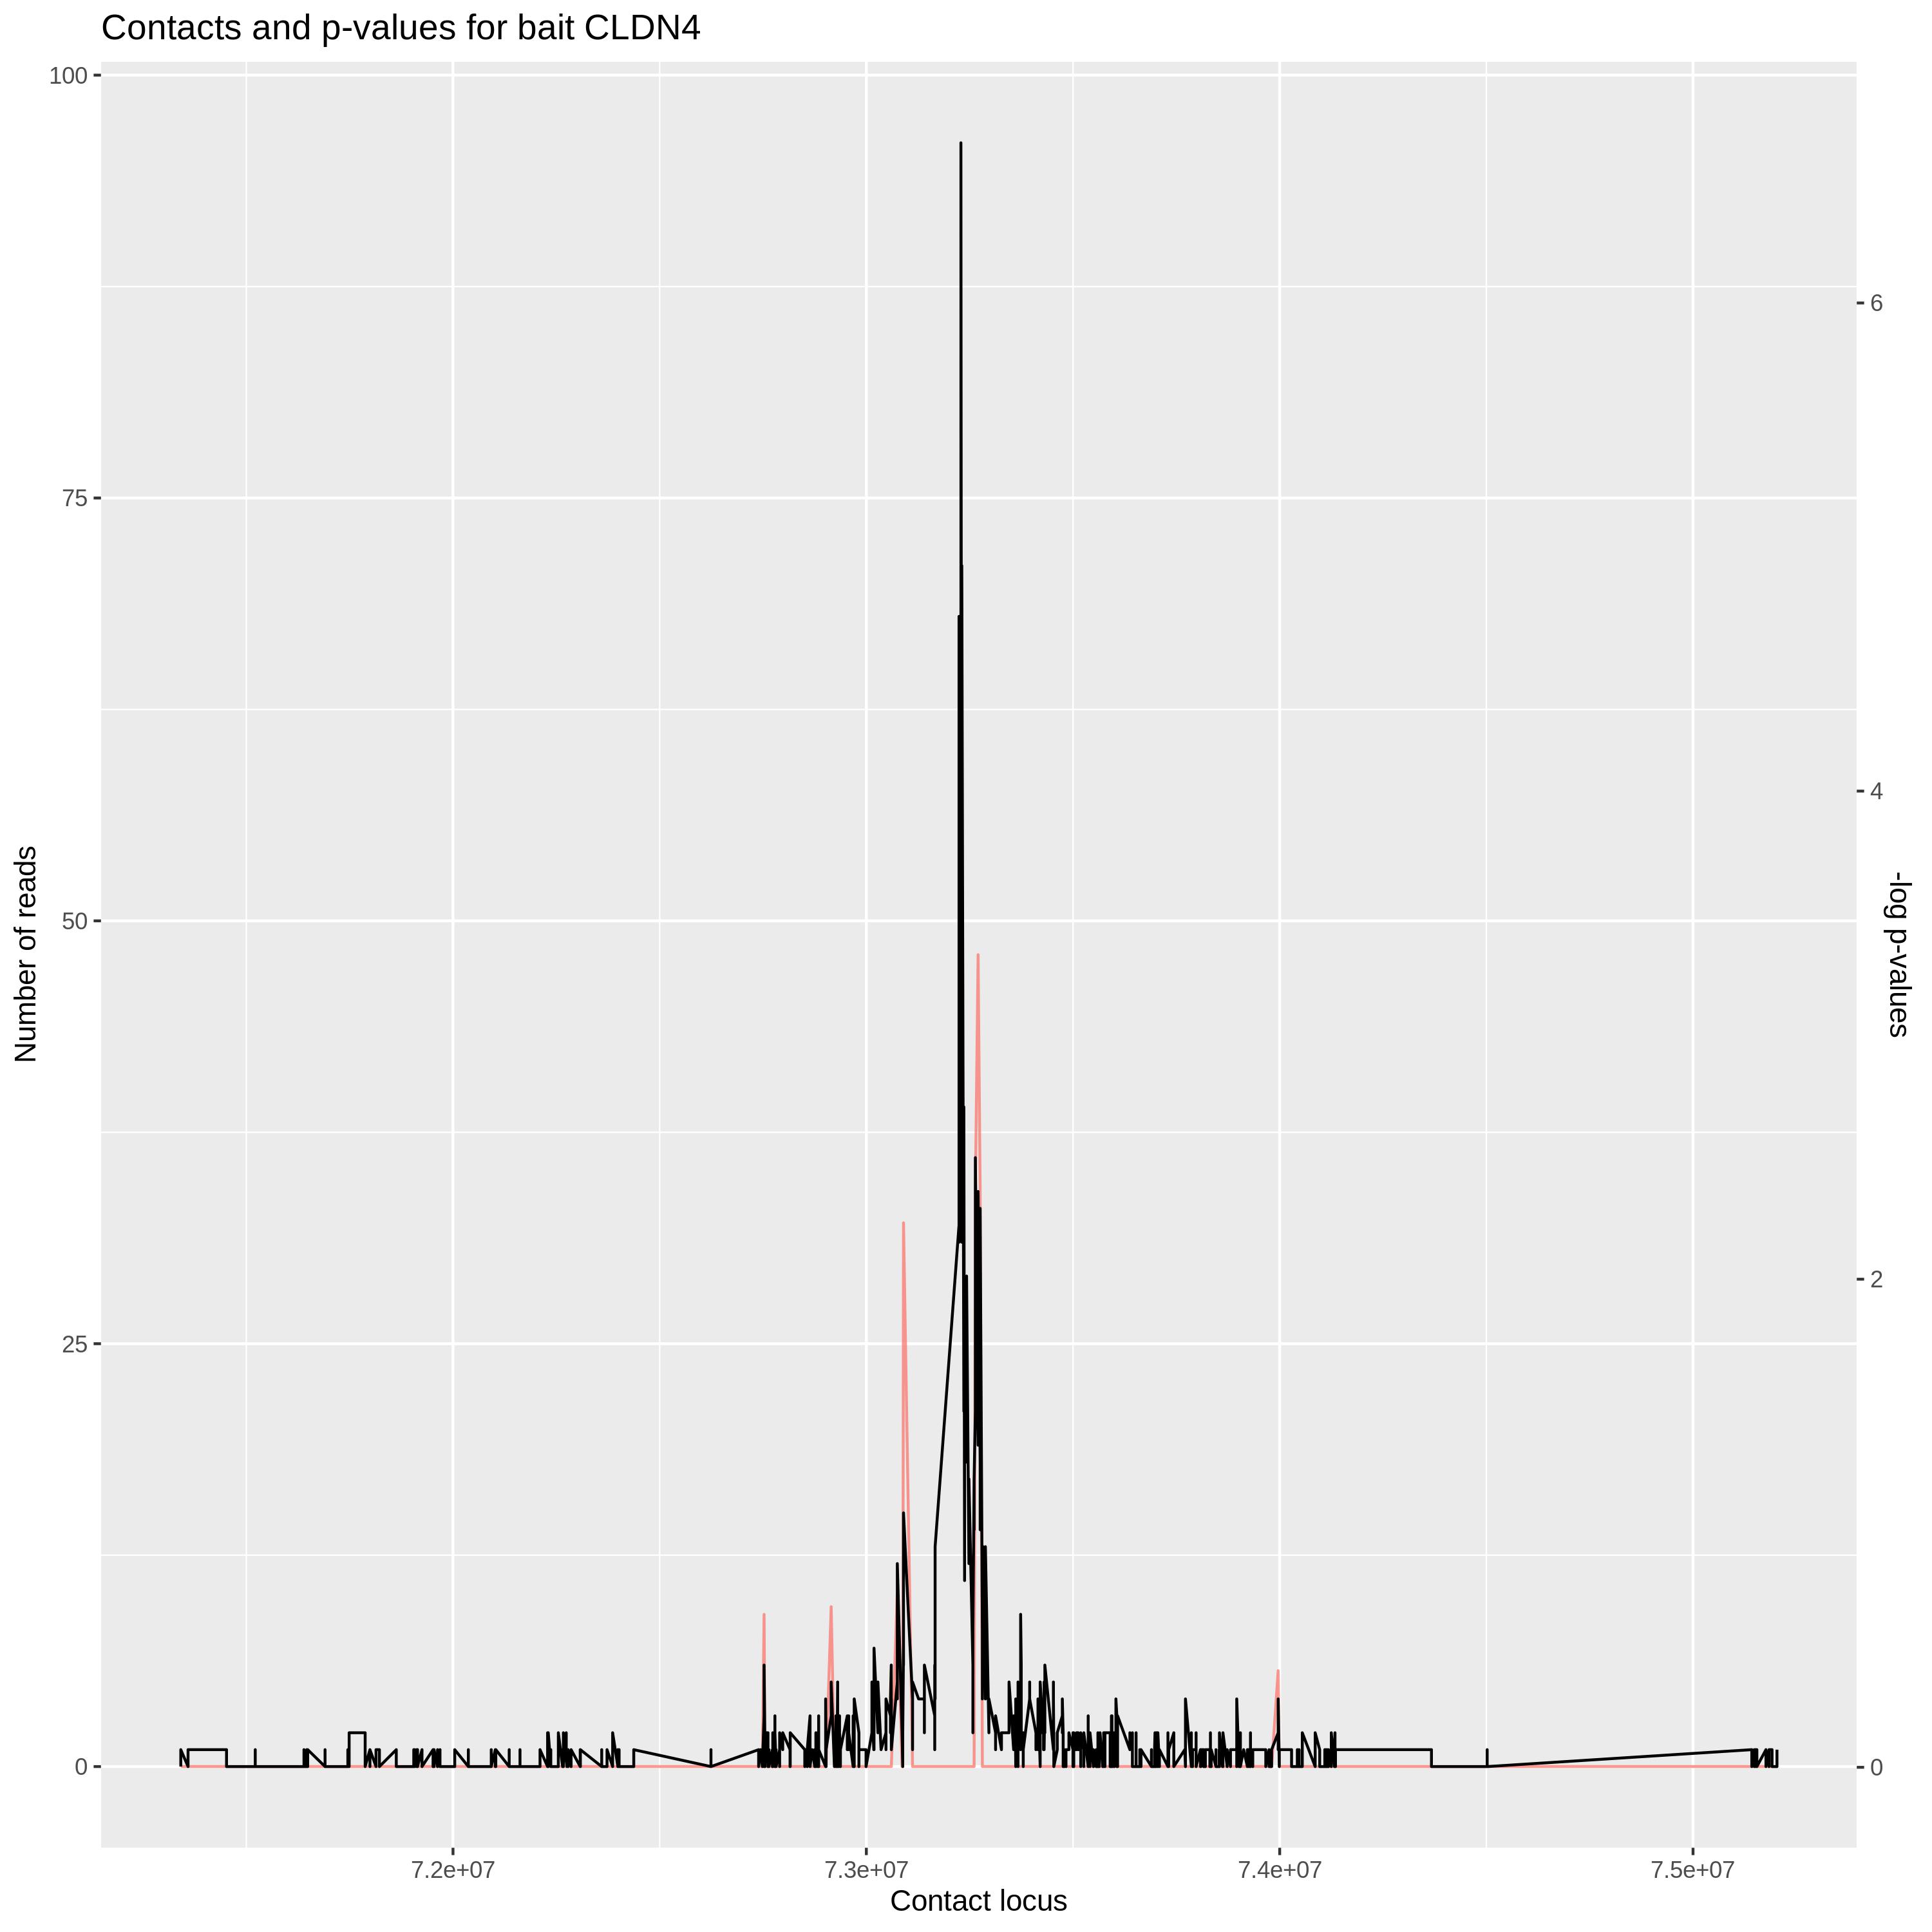 Contacts and p-values for bait CLDN4
100
75
50
25
0
6
4
2
0
Number of reads
-log p-values
7.2e+07
7.3e+07
7.4e+07
7.5e+07
Contact locus